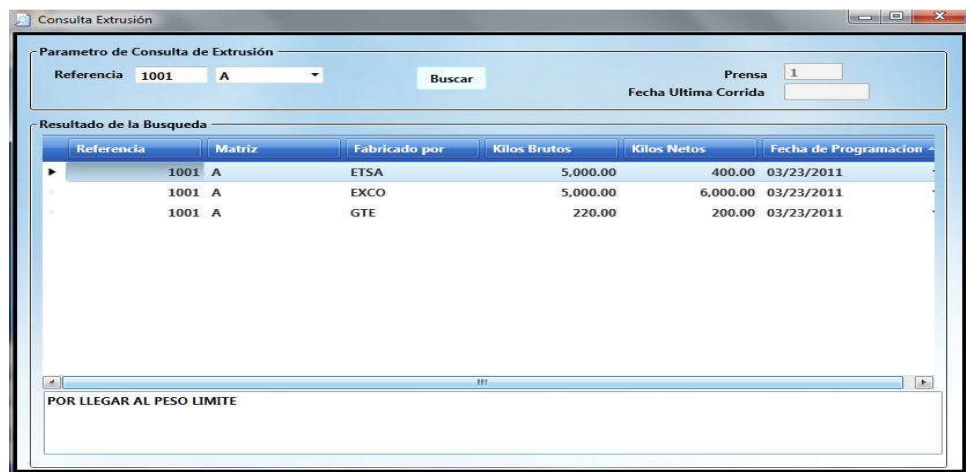 Consulta Extrusión
Parametro de Consulta de Extrusión
Referencia 1001 A Buscar Prensa 1
Fecha Ultima Corrida
Resultado de la Busqueda
Referencia Matriz Fabricado por Kilos Brutos Kilos Netos Fecha de Programacion
1001 A ETSA 5,000.00 400.00 03/23/2011
1001 A EXCO 5,000.00 6,000.00 03/23/2011
1001 A GTE 220.00 200.00 03/23/2011
POR LLEGAR AL PESO LIMITE